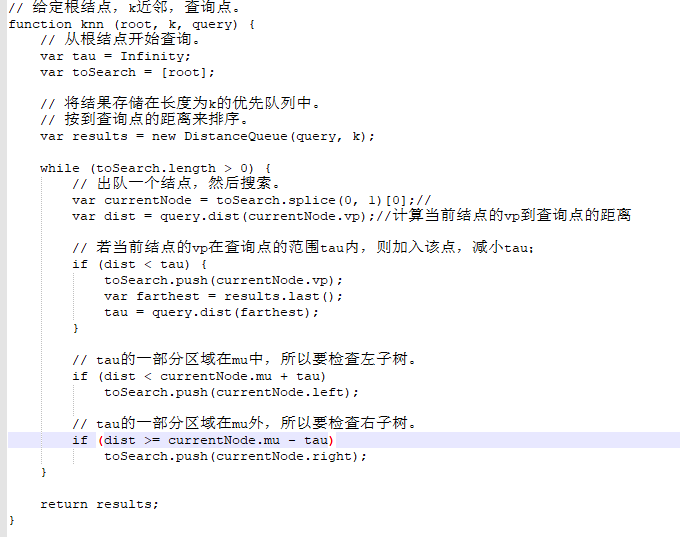 // 给定根结点，k近邻，查询点。
function knn (root, k, query) {
    // 从根结点开始查询。
    var tau = Infinity;
    var toSearch = [root];

    // 将结果存储在长度为k的优先队列中。
    // 按到查询点的距离来排序。
    var results = new DistanceQueue(query, k);

    while (toSearch.length > 0) {
        // 出队一个结点，然后搜索。
        var currentNode = toSearch.splice(0, 1)[0];//
        var dist = query.dist(currentNode.vp);//计算当前结点的vp到查询点的距离

        // 若当前结点的vp在查询点的范围tau内，则加入该点，减小tau；
        if (dist < tau) {
            toSearch.push(currentNode.vp);
            var farthest = results.last();
            tau = query.dist(farthest);
        }

        // tau的一部分区域在mu中，所以要检查左子树。
        if (dist < currentNode.mu + tau)
            toSearch.push(currentNode.left);

        // tau的一部分区域在mu外，所以要检查右子树。
        if (dist >= currentNode.mu - tau)
            toSearch.push(currentNode.right);
    }

    return results;
}